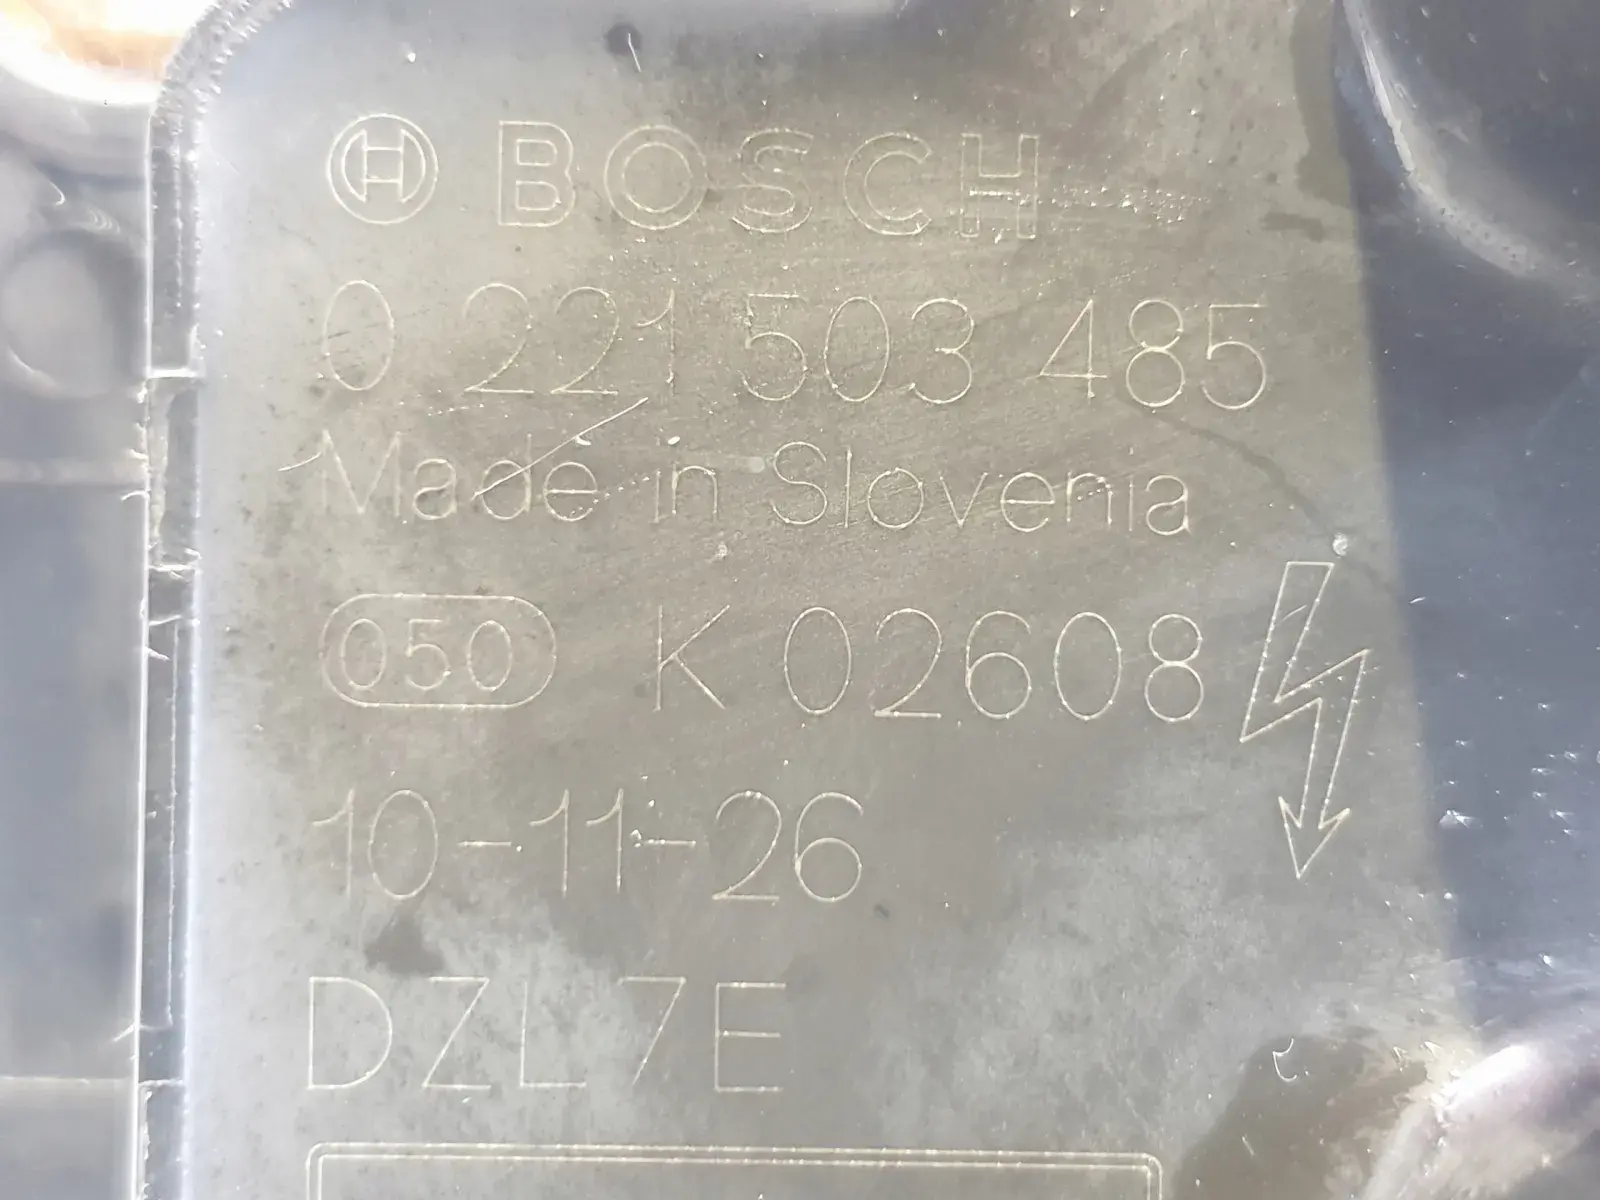 BOSCH
0 221 503 485
Made in Slovenia
050 K 02608
10-11-26
DZL7E